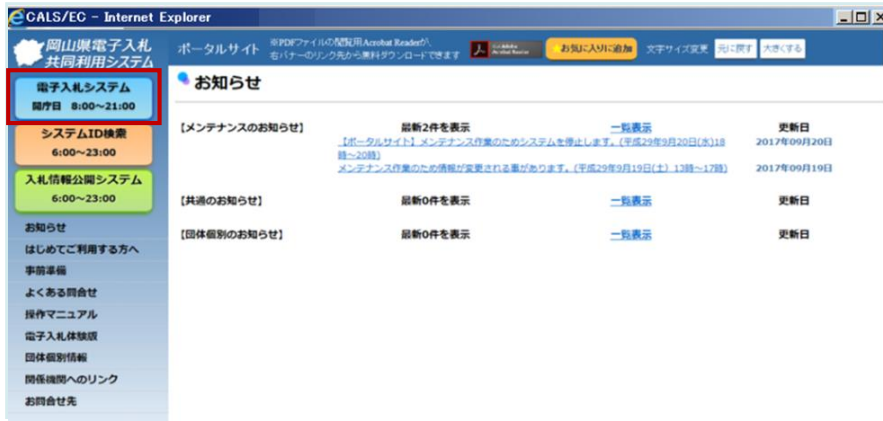 CALS/EC - Internet Explorer
岡山県電子入札
共同利用システム
ポータルサイト
※PDFファイルの閲覧用Acrobat Readerが、
右バナーのリンク先から無料ダウンロードできます
お気に入りに追加
文字サイズ変更 元に戻す 大きくする
電子入札システム
開庁日 8:00～21:00
システムID検索
6:00～23:00
入札情報公開システム
6:00～23:00
お知らせ
はじめてご利用する方へ
事前準備
よくある問合せ
操作マニュアル
電子入札体験版
団体個別情報
関係機関へのリンク
お問合せ先
お知らせ
【メンテナンスのお知らせ】 最新2件を表示 一覧表示 更新日
【ポータルサイト】メンテナンス作業のためシステムを停止します。(平成29年9月20日(水)18 2017年09月20日
時～20時)
メンテナンス作業のため情報が変更される事があります。(平成29年9月19日(土) 13時～17時) 2017年09月19日
【共通のお知らせ】 最新0件を表示 一覧表示 更新日
【団体個別のお知らせ】 最新0件を表示 一覧表示 更新日